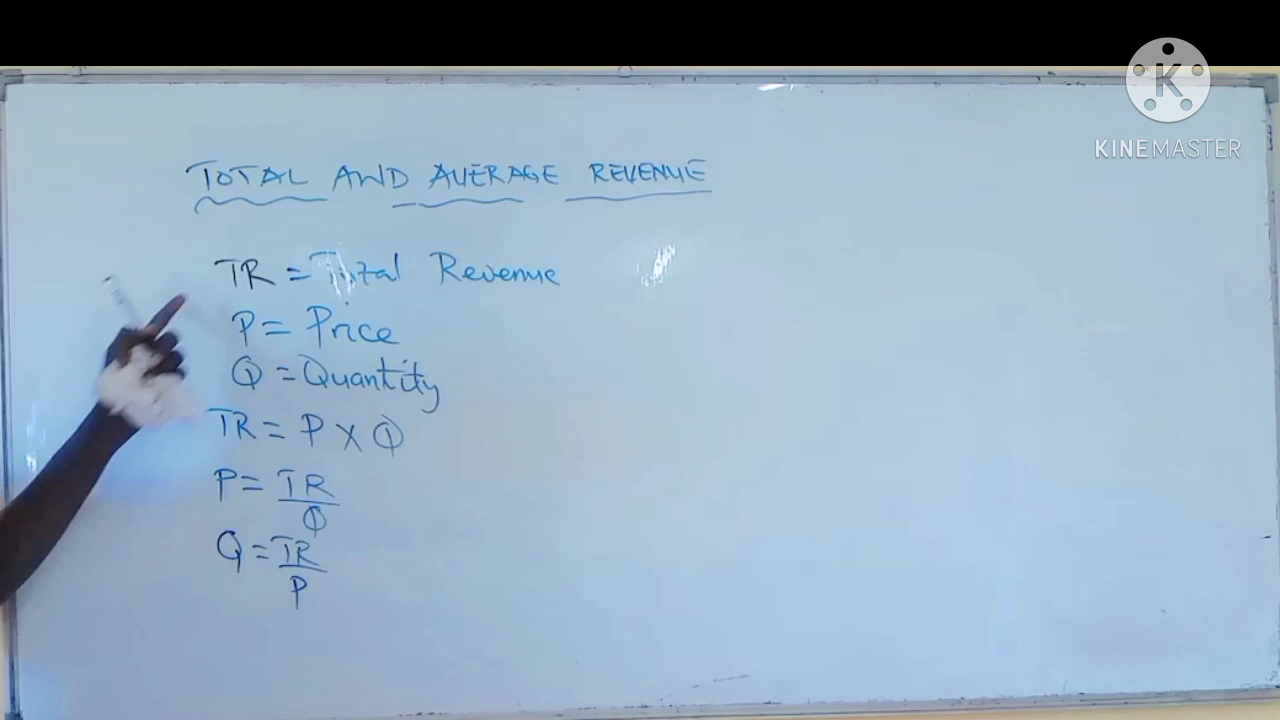 KINEMASTER
TOTAL AND AVERAGE REVENUE
TR = Total Revenue
P = Price
Q = Quantity
TR = P X Q
P = TR
Q
Q = TR
P